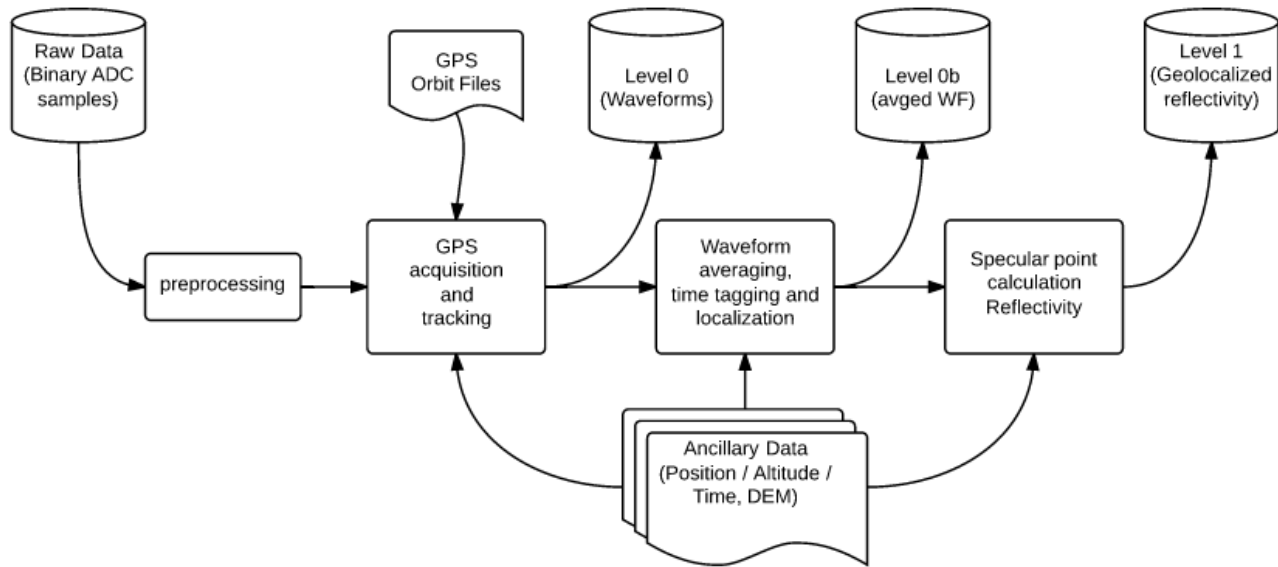 Raw Data
(Binary ADC
samples)
GPS
Orbit Files
Level 0
(Waveforms)
Level 0b
(avged WF)
Level 1
(Geolocalized
reflectivity)
preprocessing
GPS
acquisition
and
tracking
Waveform
averaging,
time tagging and
localization
Specular point
calculation
Reflectivity
Ancillary Data
(Position / Altitude /
Time, DEM)